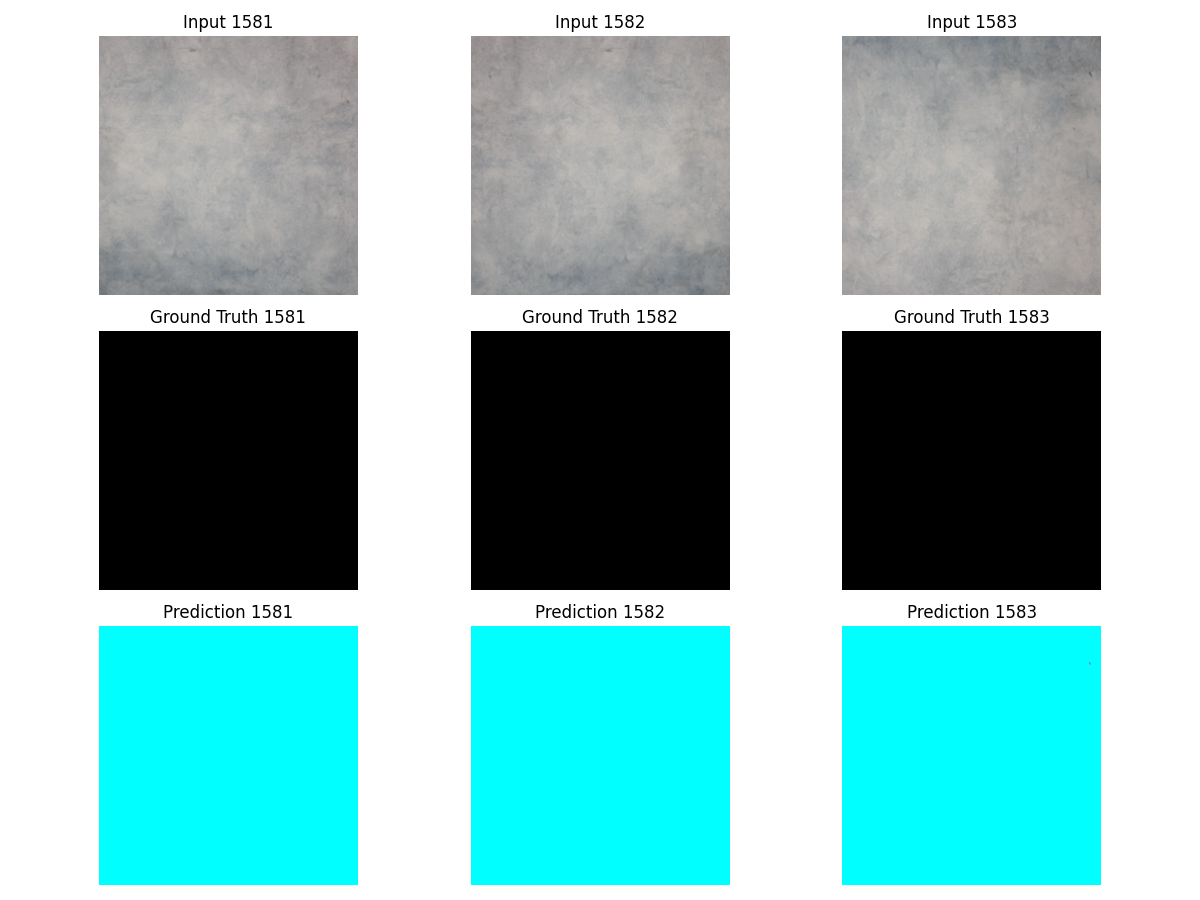 Input 1581
Input 1582
Input 1583
Ground Truth 1581
Ground Truth 1582
Ground Truth 1583
Prediction 1581
Prediction 1582
Prediction 1583